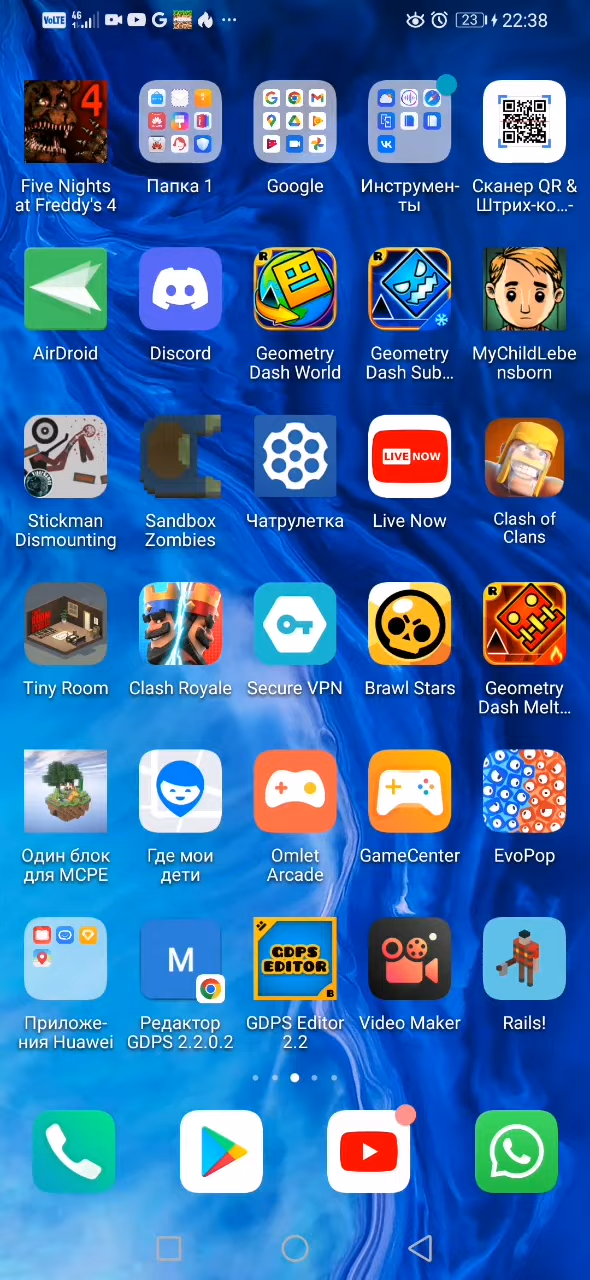 VoLTE 4G 23 22:38
4
Five Nights at Freddy's 4
Папка 1
Google
Инструмен-
ты
Сканер QR &
Штрих-ко...-
AirDroid
Discord
Geometry
Dash World
Geometry
Dash Sub...
MyChildLebe
nsborn
Stickman
Dismounting
Sandbox
Zombies
Чатрулетка
LIVE NOW
Live Now
Clash of
Clans
Tiny Room
Clash Royale
Secure VPN
Brawl Stars
Geometry
Dash Melt...
Один блок
для MCPE
Где мои
дети
Omlet
Arcade
GameCenter
EvoPop
M
GDPS
EDITOR
Приложе-
ния Huawei
Редактор
GDPS 2.2.0.2
GDPS Editor
2.2
Video Maker
Rails!